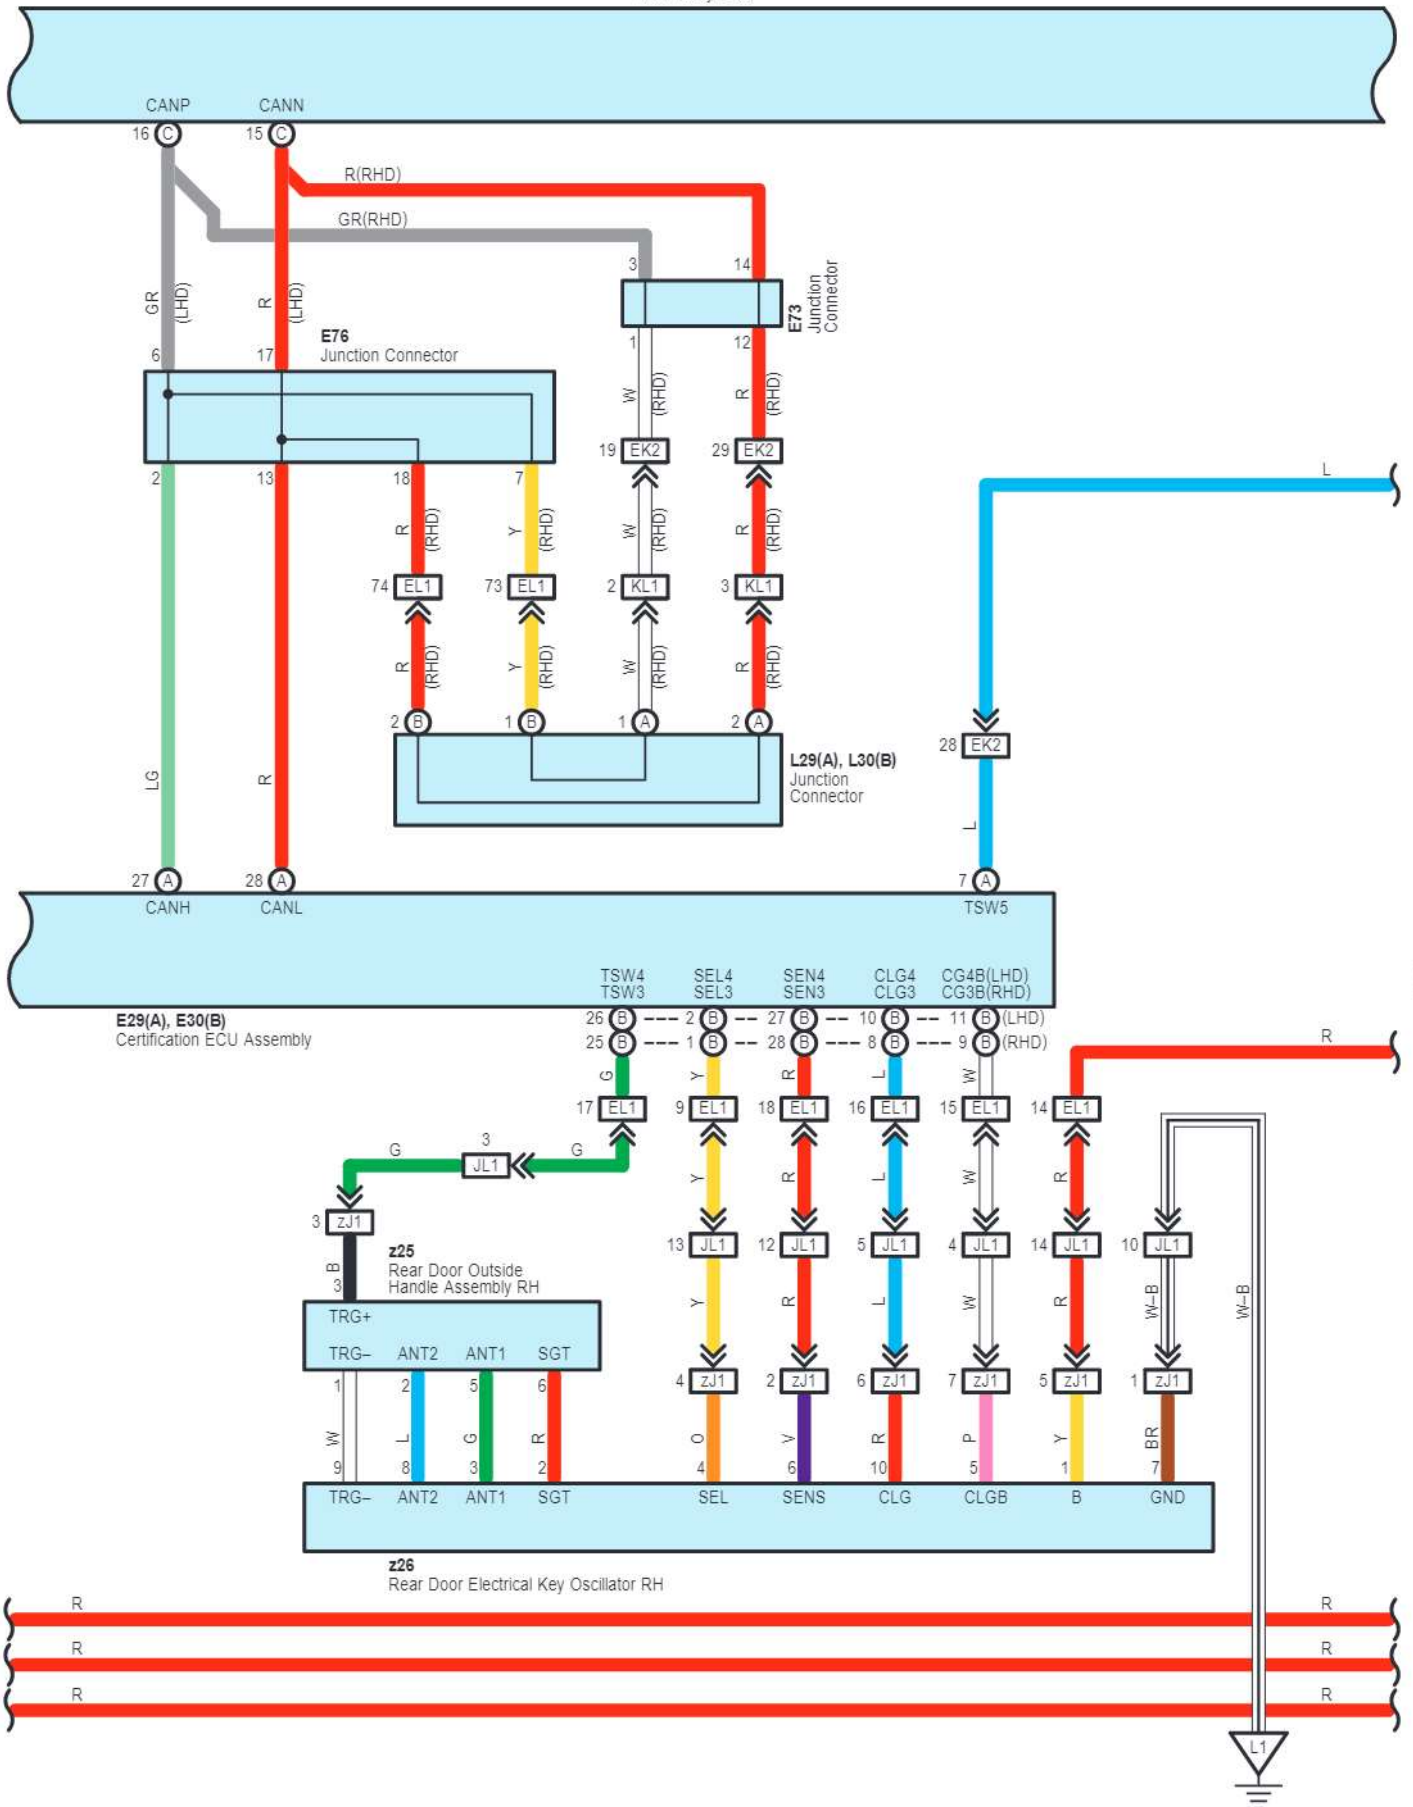 CANP CANN
16 C 15 C
R(RHD)
GR(RHD)
3 14
E73
Junction
Connector
GR (LHD) R (LHD)
E76
Junction Connector
6 17
1 12
W (RHD) R (RHD)
19 EK2 29 EK2
2 13 18 7
L
R (RHD) Y (RHD) W (RHD) R (RHD)
74 EL1 73 EL1 2 KL1 3 KL1
R (RHD) Y (RHD) W (RHD) R (RHD)
2 B 1 B 1 A 2 A
28 EK2
L29(A), L30(B)
Junction
Connector
LG R L
27 A 28 A 7 A
CANH CANL TSW5
TSW4 SEL4 SEN4 CLG4 CG4B(LHD)
TSW3 SEL3 SEN3 CLG3 CG3B(RHD)
E29(A), E30(B)
Certification ECU Assembly
26 B 2 B 27 B 10 B 11 B (LHD)
25 B 1 B 28 B 8 B 9 B (RHD)
R
G Y R L W
17 EL1 9 EL1 18 EL1 16 EL1 15 EL1 14 EL1
G 3 JL1 G
Y R L W R
3 zJ1
13 JL1 12 JL1 5 JL1 4 JL1 14 JL1 10 JL1
z25
Rear Door Outside
Handle Assembly RH
B
3
Y R L W R W–B W–B
TRG+
TRG– ANT2 ANT1 SGT
1 2 5 6
4 zJ1 2 zJ1 6 zJ1 7 zJ1 5 zJ1 1 zJ1
W L G R O V R P Y BR
9 8 3 2 4 6 10 5 1 7
TRG– ANT2 ANT1 SGT SEL SENS CLG CLGB B GND
z26
Rear Door Electrical Key Oscillator RH
R R
R R
R R
L1